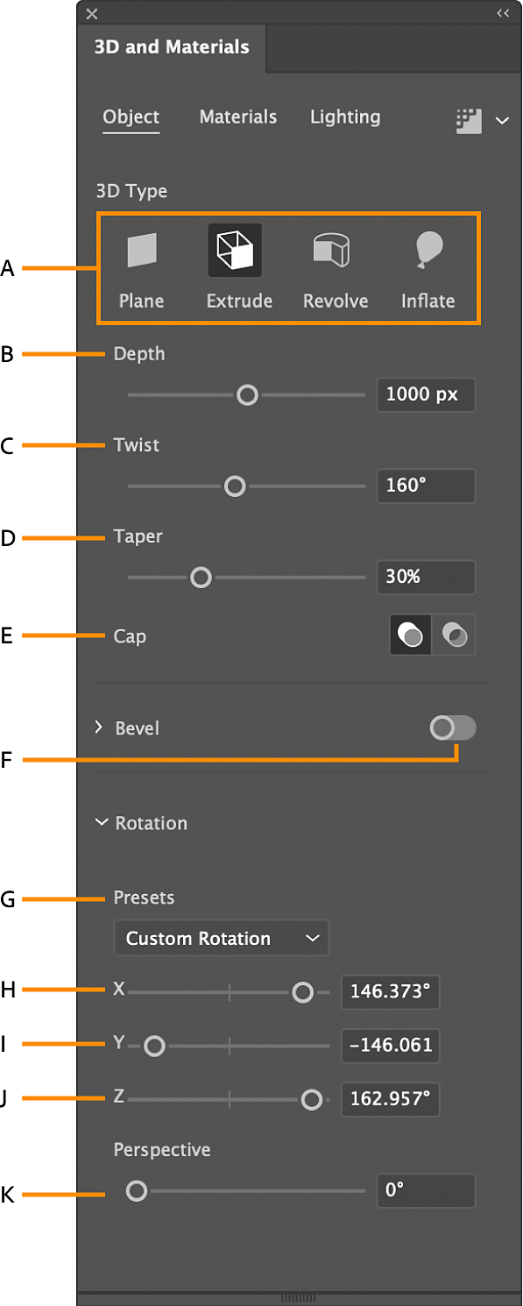 3D and Materials
Object Materials Lighting
3D Type
A
Plane Extrude Revolve Inflate
B Depth
1000 px
C Twist
160°
D Taper
30%
E Cap
Bevel
F
Rotation
G Presets
Custom Rotation
H X 146.373°
I Y -146.061
J Z 162.957°
Perspective
K 0°